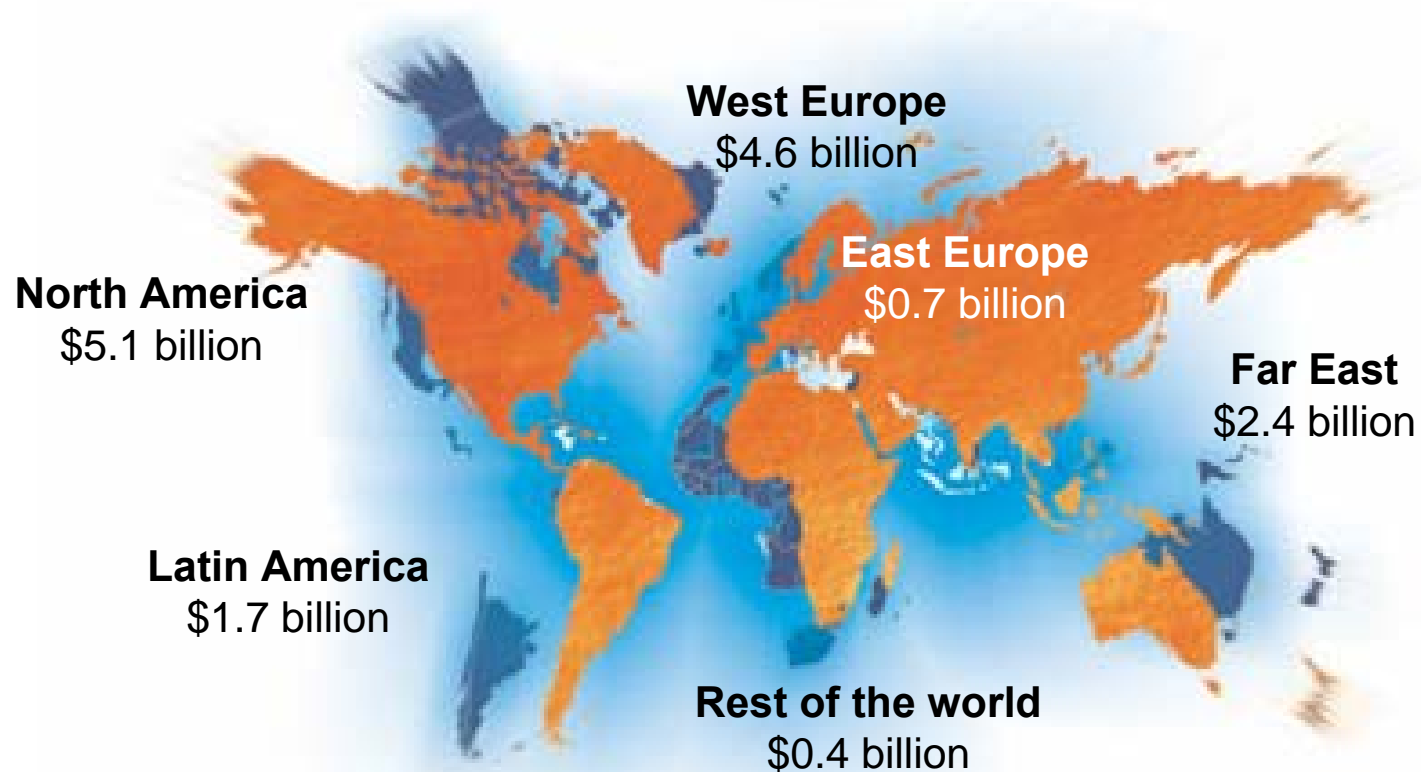 West Europe
$4.6 billion
East Europe
$0.7 billion
North America
$5.1 billion
Far East
$2.4 billion
Latin America
$1.7 billion
Rest of the world
$0.4 billion